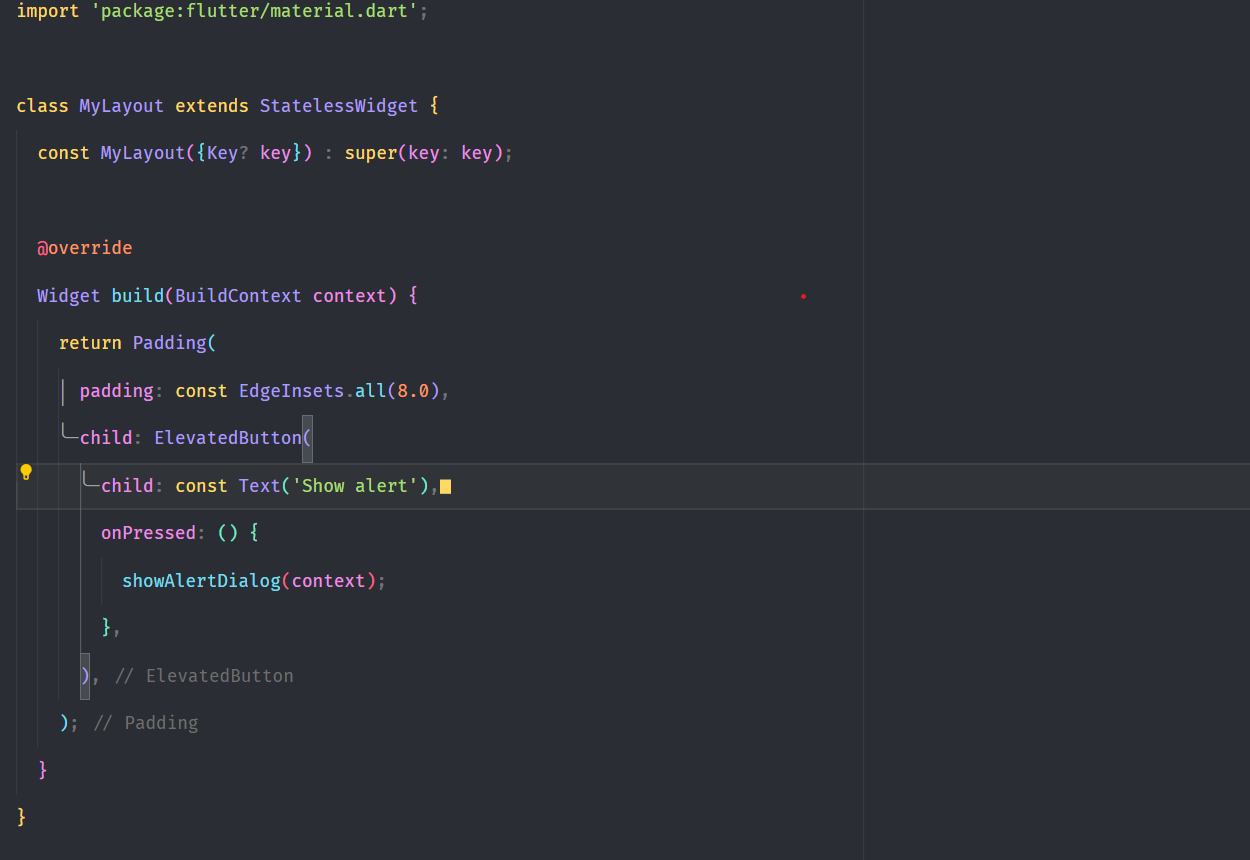 import 'package:flutter/material.dart';
class MyLayout extends StatelessWidget {
const MyLayout({Key? key}) : super(key: key);
@override
Widget build(BuildContext context) {
return Padding(
padding: const EdgeInsets.all(8.0),
child: ElevatedButton(
child: const Text('Show alert'),
onPressed: () {
showAlertDialog(context);
},
), // ElevatedButton
); // Padding
}
}